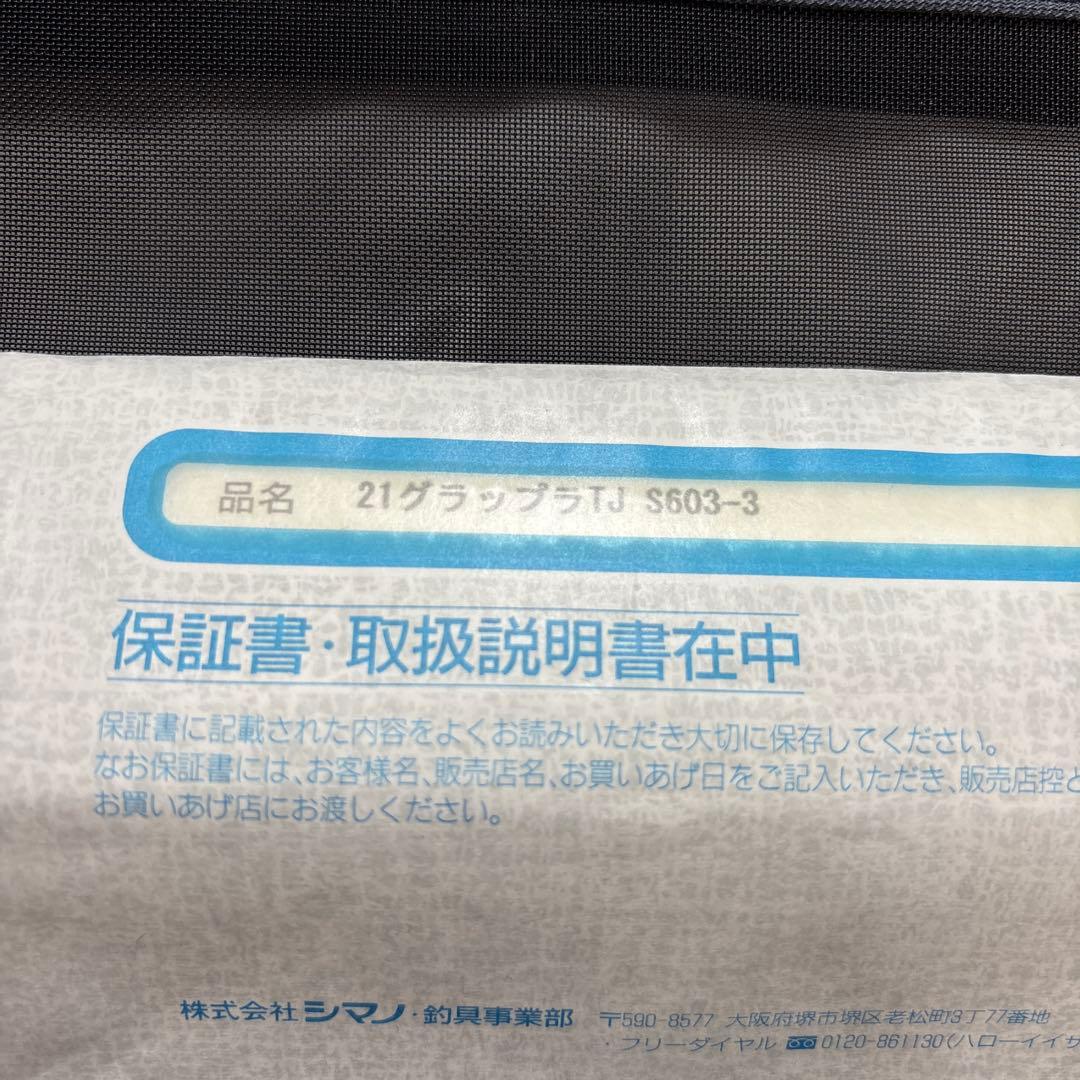 品名 21グラップラTJ S603-3
保証書・取扱説明書在中
保証書に記載された内容をよくお読みいただき大切に保存してください。
なお保証書には、お客様名、販売店名、お買いあげ日をご記入いただき、販売店控と
お買いあげ店にお渡しください。
株式会社 シマノ・釣具事業部 〒590-8577 大阪府堺市堺区老松町3丁77番地
・フリーダイヤル 0120-861130(ハローイイサ